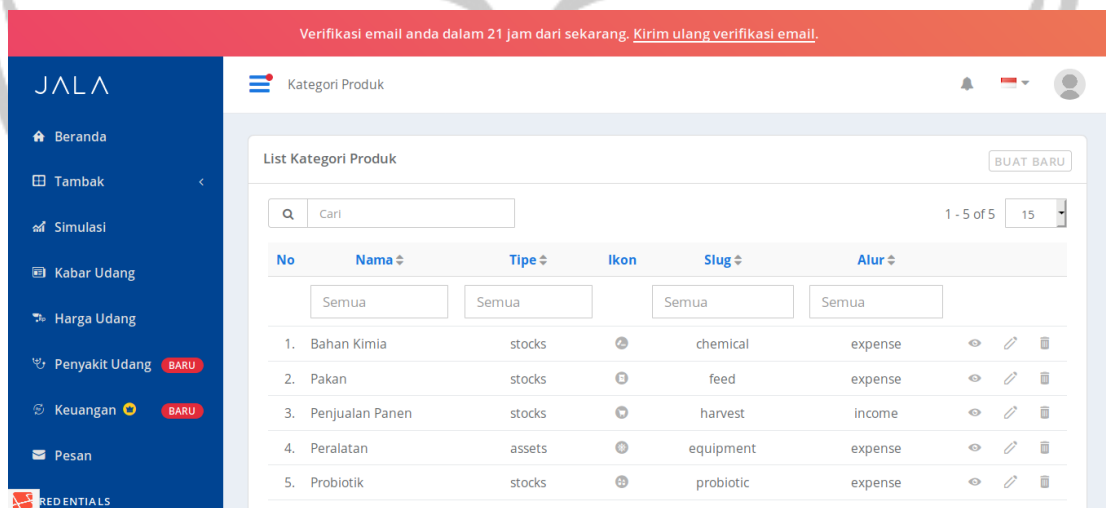 Verifikasi email anda dalam 21 jam dari sekarang. Kirim ulang verifikasi email.
JALA
Kategori Produk
Beranda
Tambak
Simulasi
Kabar Udang
Harga Udang
Penyakit Udang BARU
Keuangan BARU
Pesan
REDENTIALS
List Kategori Produk
BUAT BARU
Cari
1 - 5 of 5
15
No Nama Tipe Ikon Slug Alur
Semua Semua Semua Semua
1. Bahan Kimia stocks chemical expense
2. Pakan stocks feed expense
3. Penjualan Panen stocks harvest income
4. Peralatan assets equipment expense
5. Probiotik stocks probiotic expense